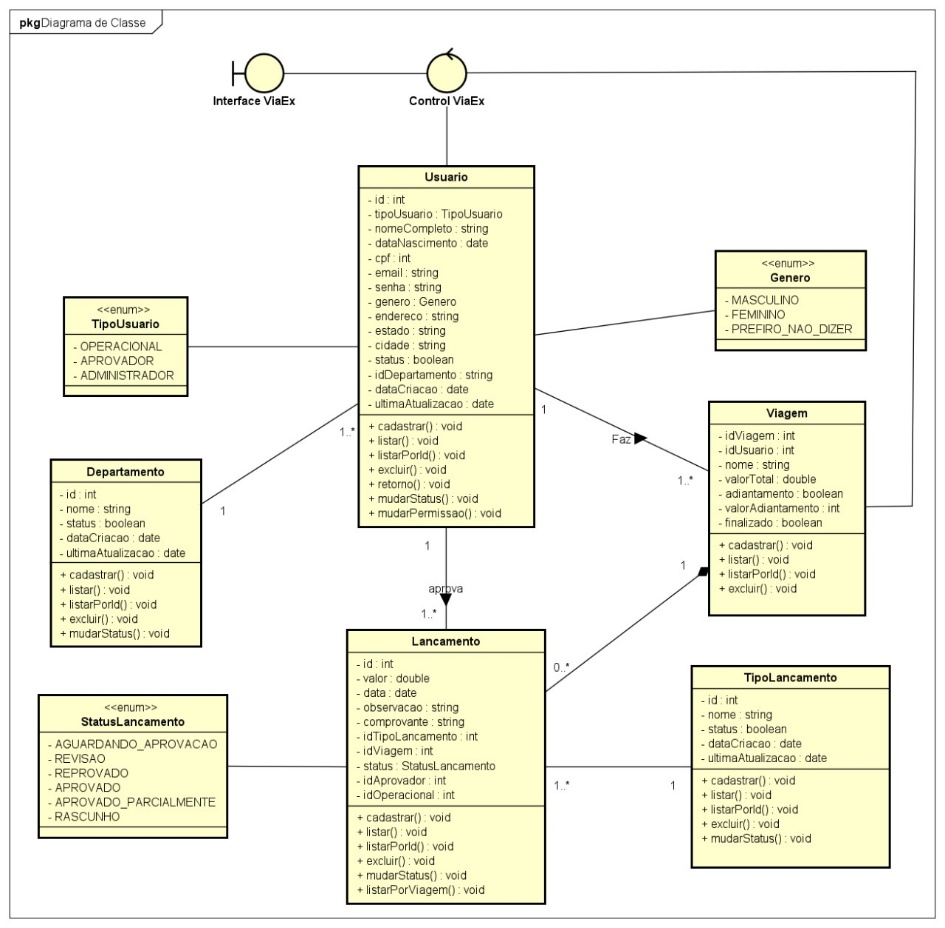 pkg Diagrama de Classe
Interface ViaEx
Control ViaEx
Usuario
- id : int
- tipoUsuario : TipoUsuario
- nomeCompleto : string
- dataNascimento : date
- cpf : int
- email : string
- senha : string
- genero : Genero
- endereco : string
- estado : string
- cidade : string
- status : boolean
- idDepartamento : string
- dataCriacao : date
- ultimaAtualizacao : date
+ cadastrar() : void
+ listar() : void
+ listarPorId() : void
+ excluir() : void
+ retorno() : void
+ mudarStatus() : void
+ mudarPermissao() : void
<<enum>>
Genero
- MASCULINO
- FEMININO
- PREFIRO_NAO_DIZER
<<enum>>
TipoUsuario
- OPERACIONAL
- APROVADOR
- ADMINISTRADOR
1
Faz
1..*
Viagem
- idViagem : int
- idUsuario : int
- nome : string
- valorTotal : double
- adiantamento : boolean
- valorAdiantamento : int
- finalizado : boolean
+ cadastrar() : void
+ listar() : void
+ listarPorId() : void
+ excluir() : void
1..*
1
Departamento
- id : int
- nome : string
- status : boolean
- dataCriacao : date
- ultimaAtualizacao : date
+ cadastrar() : void
+ listar() : void
+ listarPorId() : void
+ excluir() : void
+ mudarStatus() : void
1
aprova
1..*
1
0..*
Lancamento
- id : int
- valor : double
- data : date
- observacao : string
- comprovante : string
- idTipoLancamento : int
- idViagem : int
- status : StatusLancamento
- idAprovador : int
- idOperacional : int
+ cadastrar() : void
+ listar() : void
+ listarPorId() : void
+ excluir() : void
+ mudarStatus() : void
+ listarPorViagem() : void
1..*
1
TipoLancamento
- id : int
- nome : string
- status : boolean
- dataCriacao : date
- ultimaAtualizacao : date
+ cadastrar() : void
+ listar() : void
+ listarPorId() : void
+ excluir() : void
+ mudarStatus() : void
<<enum>>
StatusLancamento
- AGUARDANDO_APROVACAO
- REVISAO
- REPROVADO
- APROVADO
- APROVADO_PARCIALMENTE
- RASCUNHO